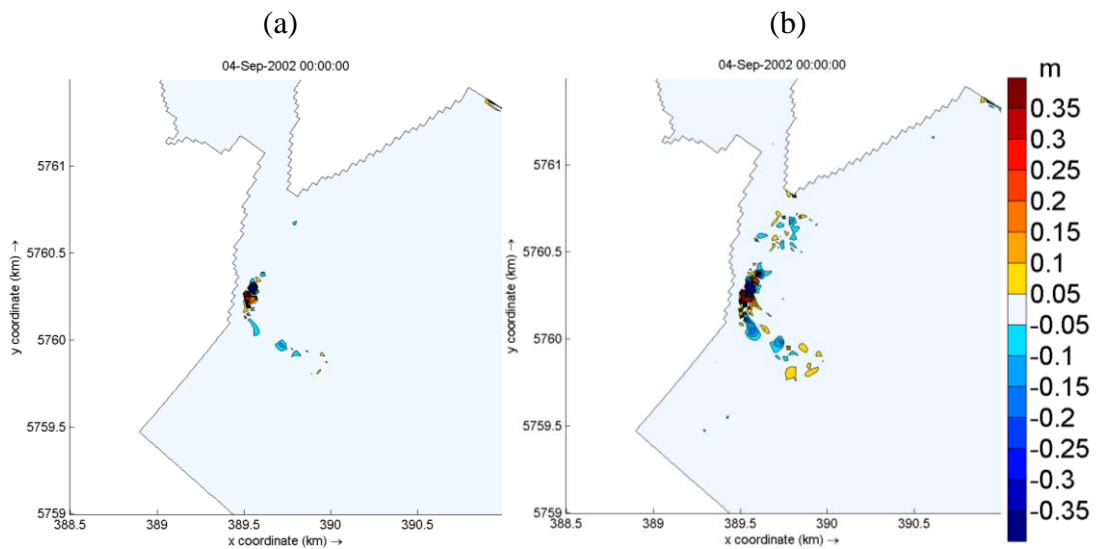 (a)
(b)
04-Sep-2002 00:00:00
04-Sep-2002 00:00:00
m
5761
5760.5
5760
5759.5
5759
y coordinate (km) →
388.5 389 389.5 390 390.5
x coordinate (km) →
5761
5760.5
5760
5759.5
5759
y coordinate (km) →
388.5 389 389.5 390 390.5
x coordinate (km) →
0.35
0.3
0.25
0.2
0.15
0.1
0.05
-0.05
-0.1
-0.15
-0.2
-0.25
-0.3
-0.35